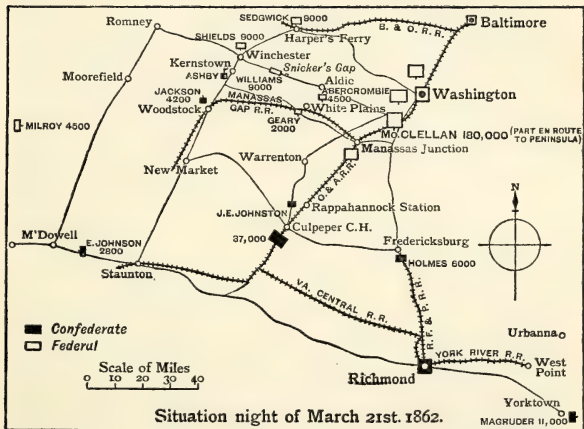 Romney
SEDGWICK 9000
Baltimore
B. & O. R.R.
Harper's Ferry
SHIELDS 9000
Winchester
Kernstown
Snicker's Gap
ASHBY
Moorefield
WILLIAMS
9000
Aldic
ABERCROMBIE
4500
Washington
JACKSON
4200
MANASSAS
GAP R.R.
White Plains
Woodstock
GEARY
2000
McCLELLAN 180,000 (PART EN ROUTE
TO PENINSULA)
MILROY 4500
Manassas Junction
New Market
Warrenton
O. & A. R.R.
N
J.E. JOHNSTON
Rappahannock Station
M'Dowell
Culpeper C.H.
E. JOHNSON
2800
37,000
Fredericksburg
HOLMES 6000
Staunton
VA. CENTRAL R.R.
R.F. & P. R.R.
Confederate
Federal
Urbanna
YORK RIVER R.R.
West
Point
Scale of Miles
0 10 20 30 40
Richmond
Yorktown
MAGRUDER 11,000
Situation night of March 21st. 1862.